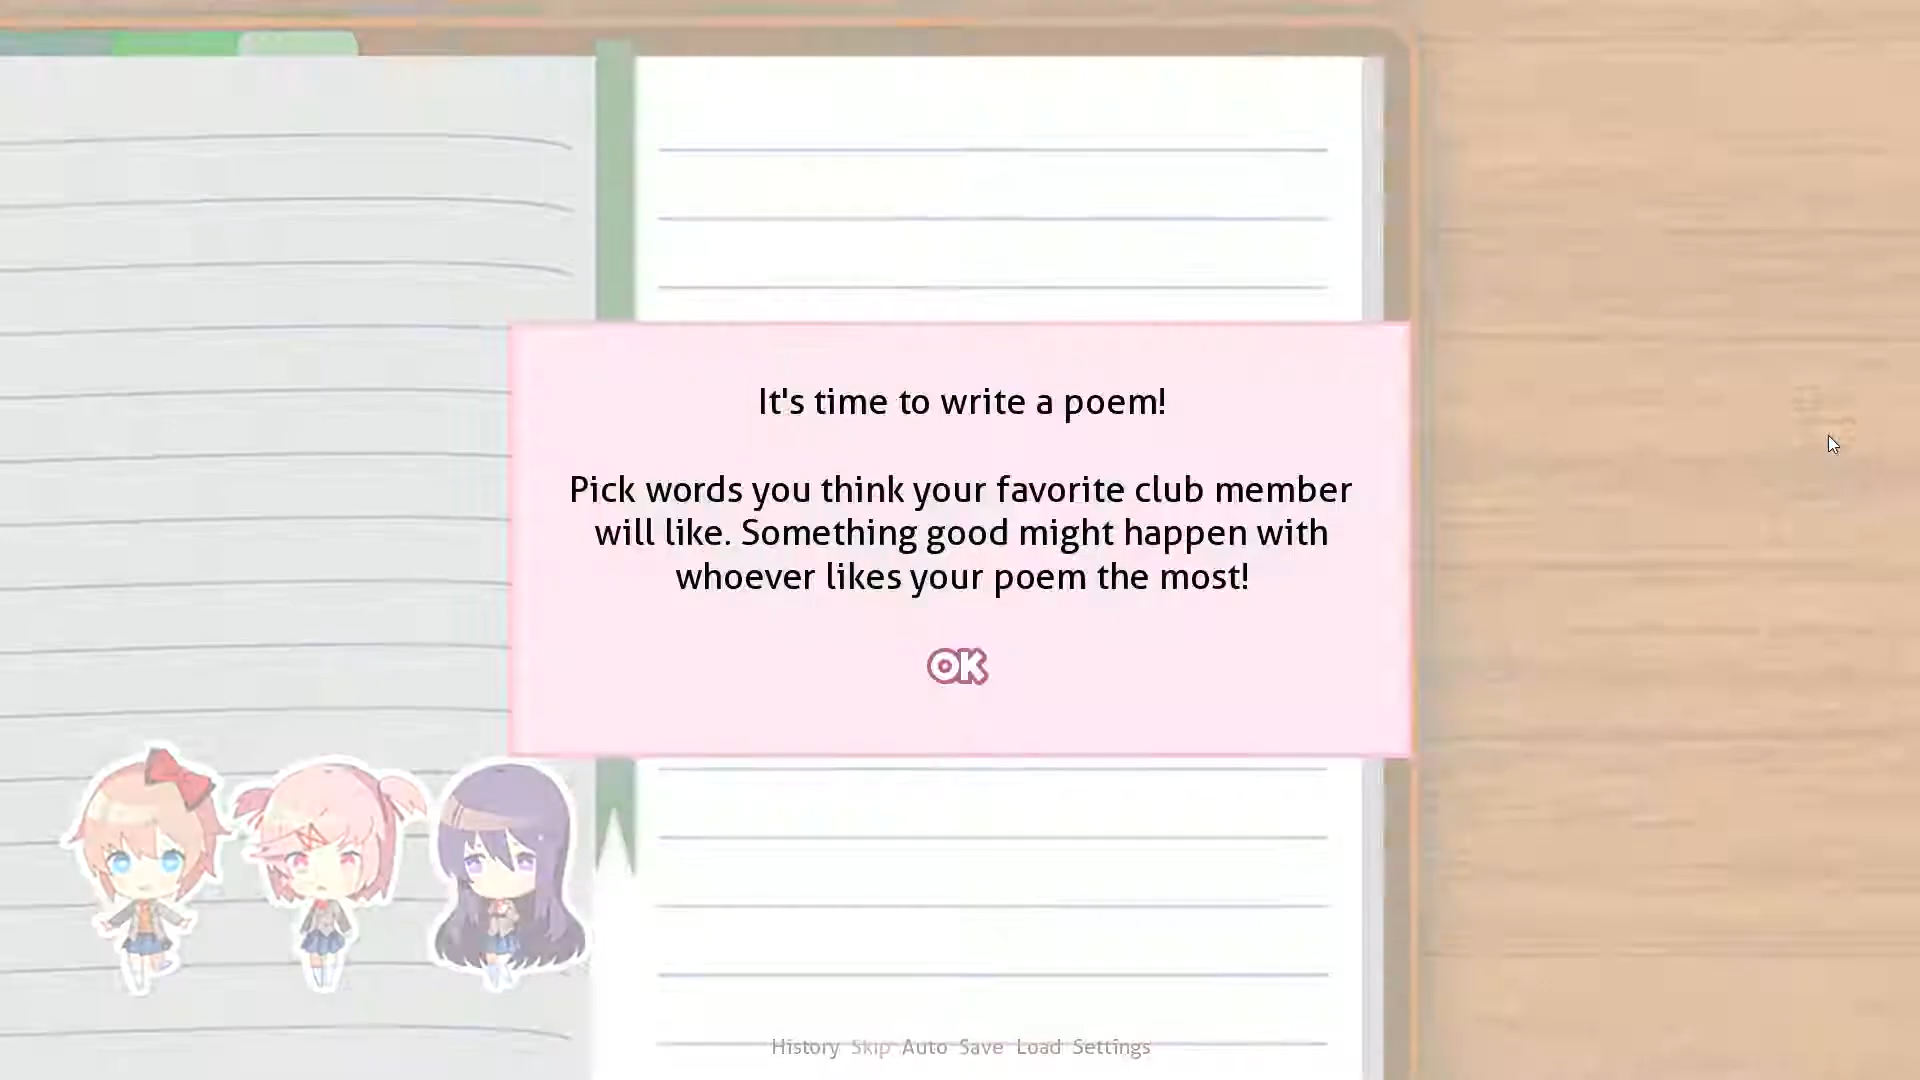 It's time to write a poem!
Pick words you think your favorite club member
will like. Something good might happen with
whoever likes your poem the most!
OK
History Skip Auto Save Load Settings